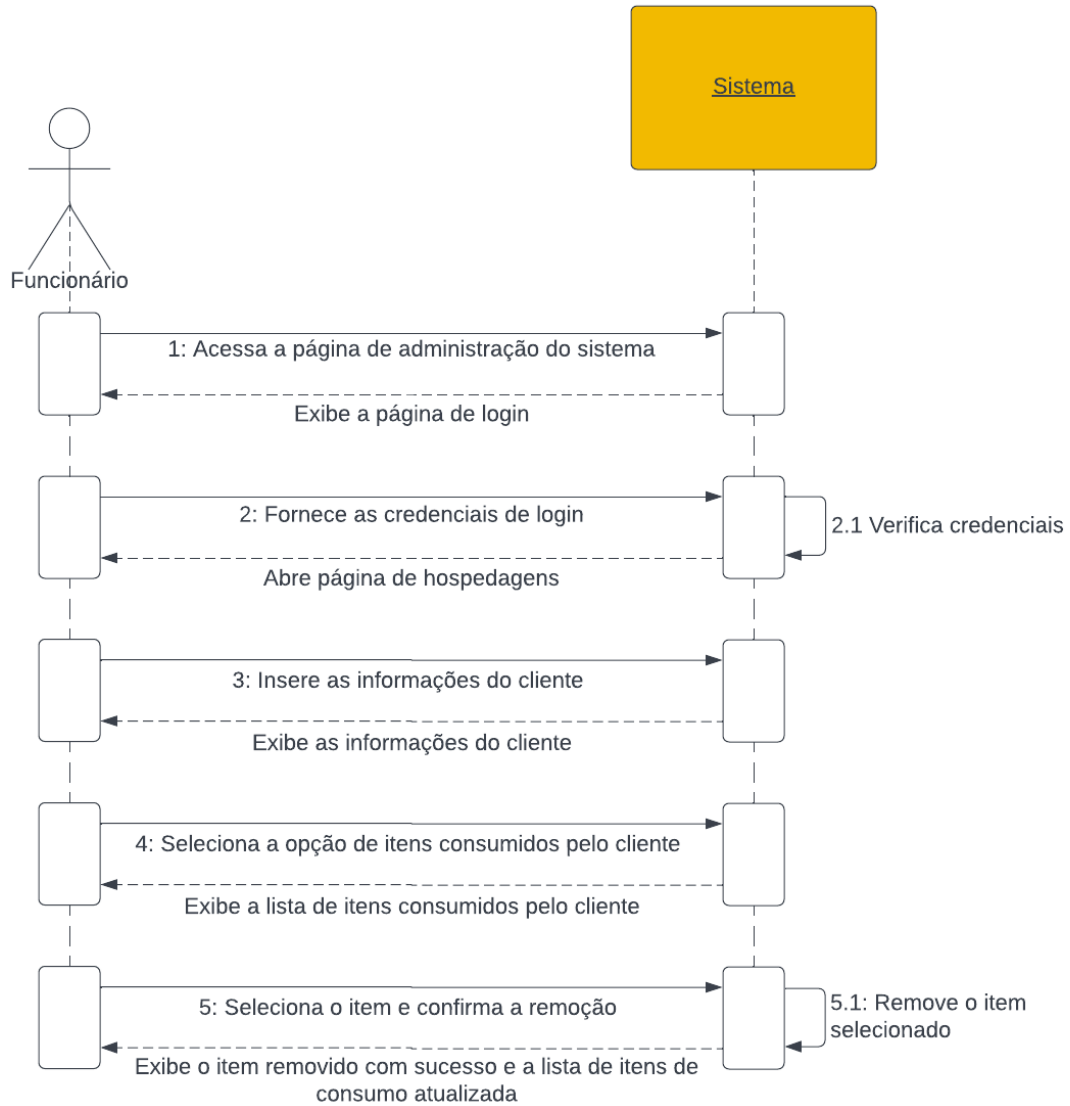 Sistema
Funcionário
1: Acessa a página de administração do sistema
Exibe a página de login
2: Fornece as credenciais de login
2.1 Verifica credenciais
Abre página de hospedagens
3: Insere as informações do cliente
Exibe as informações do cliente
4: Seleciona a opção de itens consumidos pelo cliente
Exibe a lista de itens consumidos pelo cliente
5: Seleciona o item e confirma a remoção
5.1: Remove o item
selecionado
Exibe o item removido com sucesso e a lista de itens de
consumo atualizada